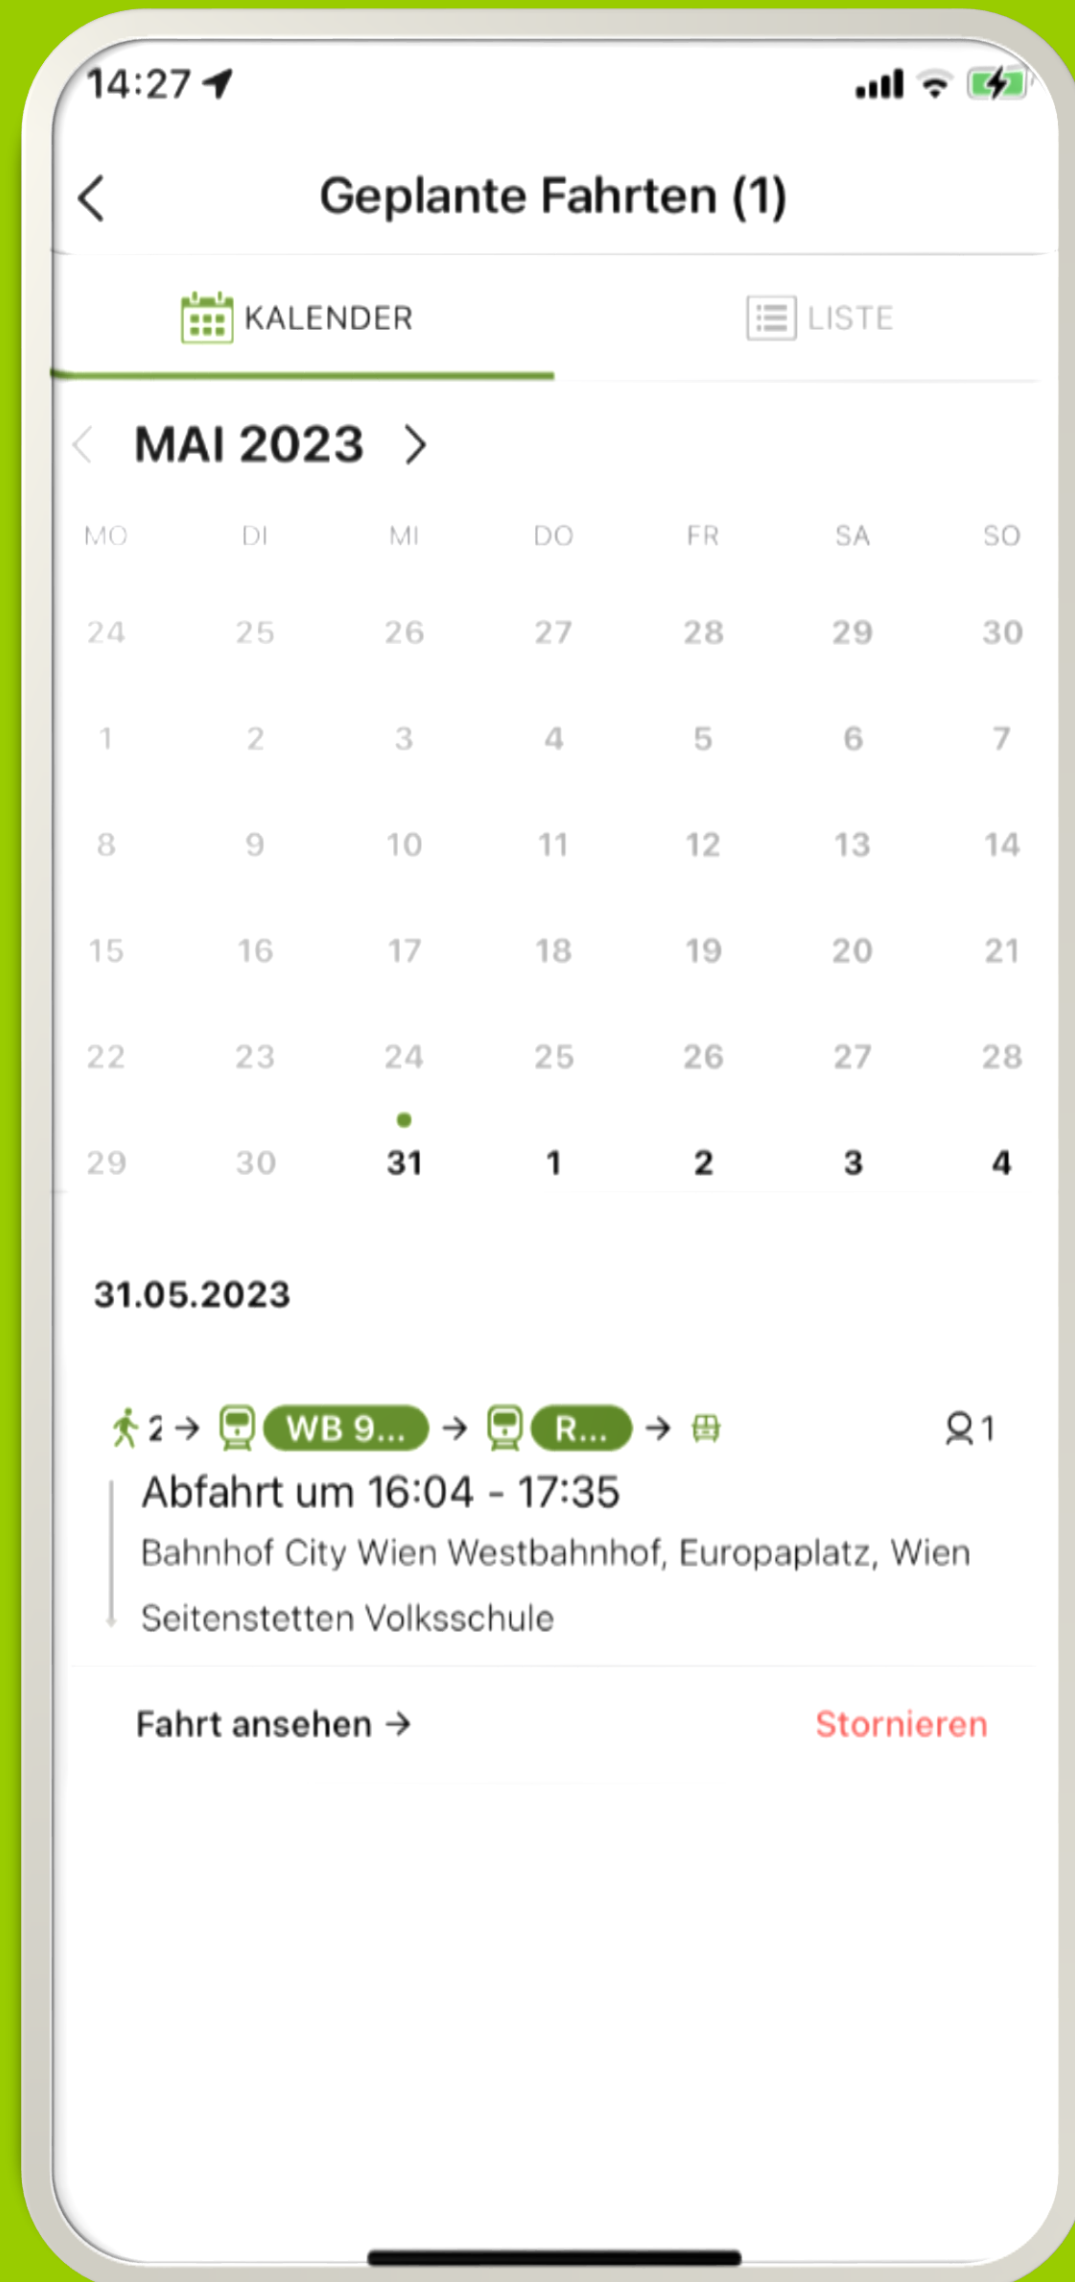 14:27
Geplante Fahrten (1)
KALENDER LISTE
MAI 2023
MO DI MI DO FR SA SO
24 25 26 27 28 29 30
1 2 3 4 5 6 7
8 9 10 11 12 13 14
15 16 17 18 19 20 21
22 23 24 25 26 27 28
29 30 31 1 2 3 4
31.05.2023
2 → WB 9... → R... → 1
Abfahrt um 16:04 - 17:35
Bahnhof City Wien Westbahnhof, Europaplatz, Wien
Seitenstetten Volksschule
Fahrt ansehen → Stornieren